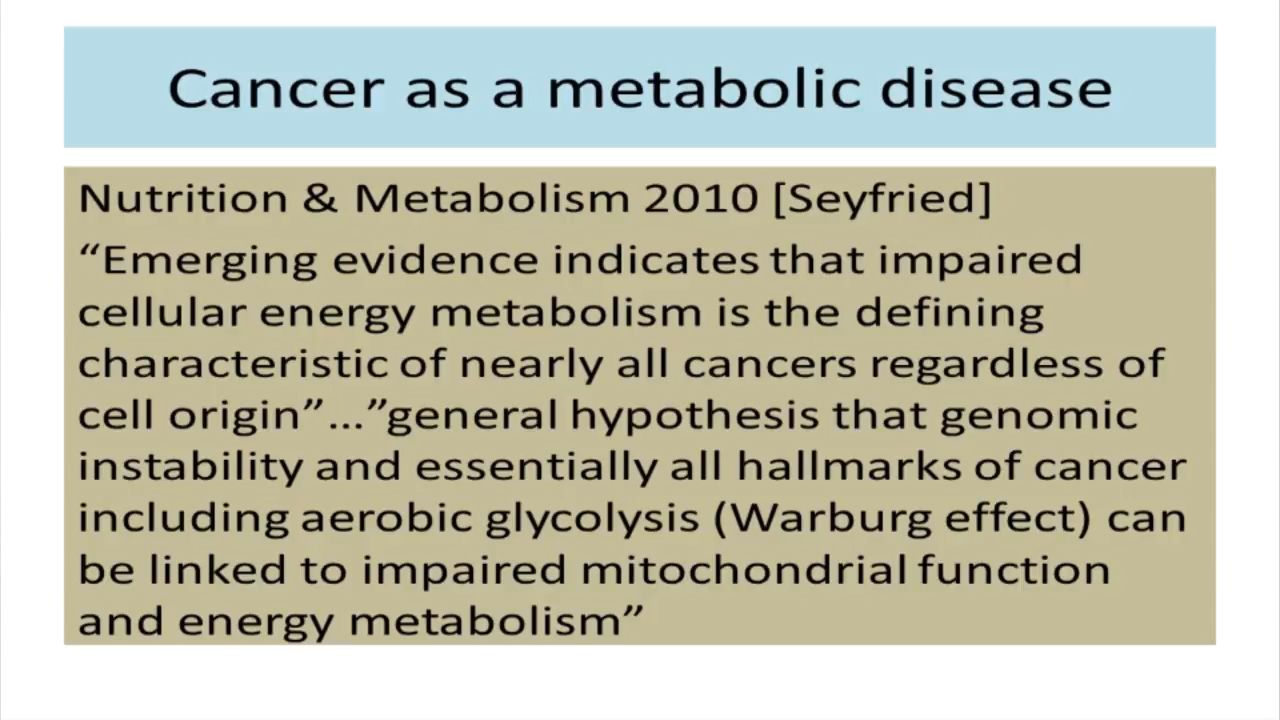 Cancer as a metabolic disease
Nutrition & Metabolism 2010 [Seyfried]
“Emerging evidence indicates that impaired
cellular energy metabolism is the defining
characteristic of nearly all cancers regardless of
cell origin”...”general hypothesis that genomic
instability and essentially all hallmarks of cancer
including aerobic glycolysis (Warburg effect) can
be linked to impaired mitochondrial function
and energy metabolism”